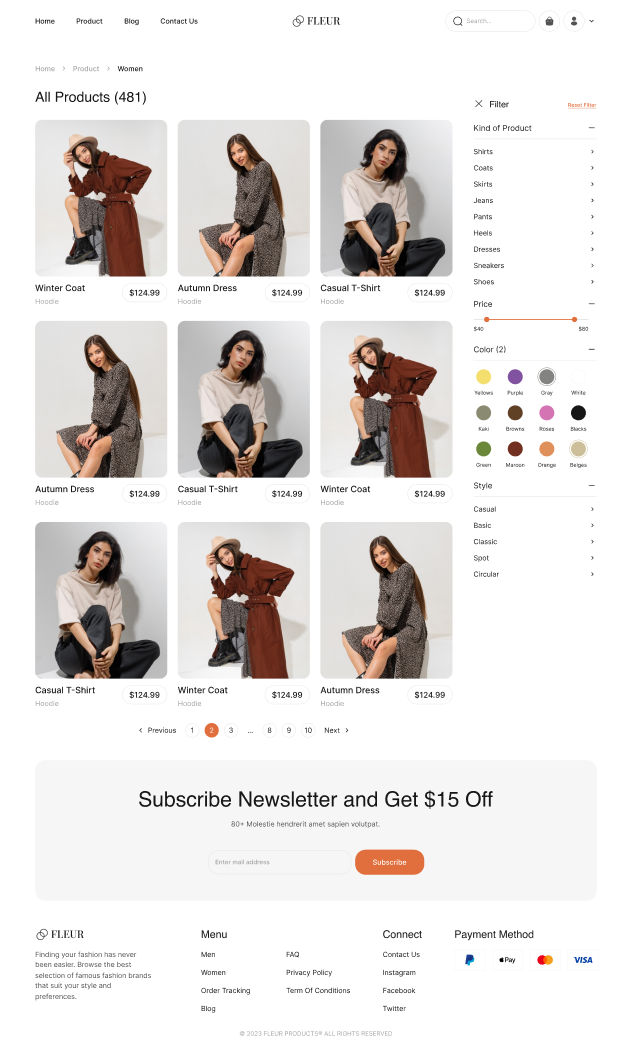 Home Product Blog Contact Us
FLEUR
Search...
Home > Product > Women
All Products (481)
Winter Coat
Hoodie
$124.99
Autumn Dress
Hoodie
$124.99
Casual T-Shirt
Hoodie
$124.99
Autumn Dress
Hoodie
$124.99
Casual T-Shirt
Hoodie
$124.99
Winter Coat
Hoodie
$124.99
Casual T-Shirt
Hoodie
$124.99
Winter Coat
Hoodie
$124.99
Autumn Dress
Hoodie
$124.99
Previous 1 2 3 ... 8 9 10 Next
Filter
Reset Filter
Kind of Product
Shirts
Coats
Skirts
Jeans
Pants
Heels
Dresses
Sneakers
Shoes
Price
$40 $80
Color (2)
Yellows Purple Gray White
Kaki Browns Roses Blacks
Green Maroon Orange Beiges
Style
Casual
Basic
Classic
Spot
Circular
Subscribe Newsletter and Get $15 Off
80+ Molestie hendrerit amet sapien volutpat.
Enter mail address
Subscribe
FLEUR
Finding your fashion has never
been easier. Browse the best
selection of famous fashion brands
that suit your style and
preferences.
Menu
Men
Women
Order Tracking
Blog
FAQ
Privacy Policy
Term Of Conditions
Connect
Contact Us
Instagram
Facebook
Twitter
Payment Method
Pay
VISA
© 2023 FLEUR PRODUCTS® ALL RIGHTS RESERVED